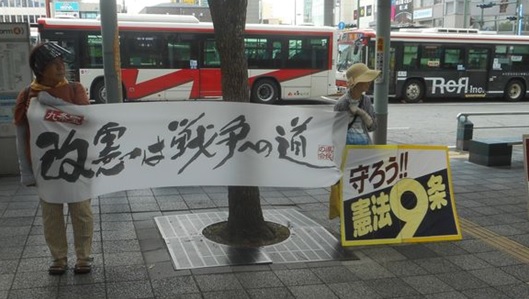 九条の会
改憲は戦争への道
守ろう!!
憲法9条
ReFi
Inc.